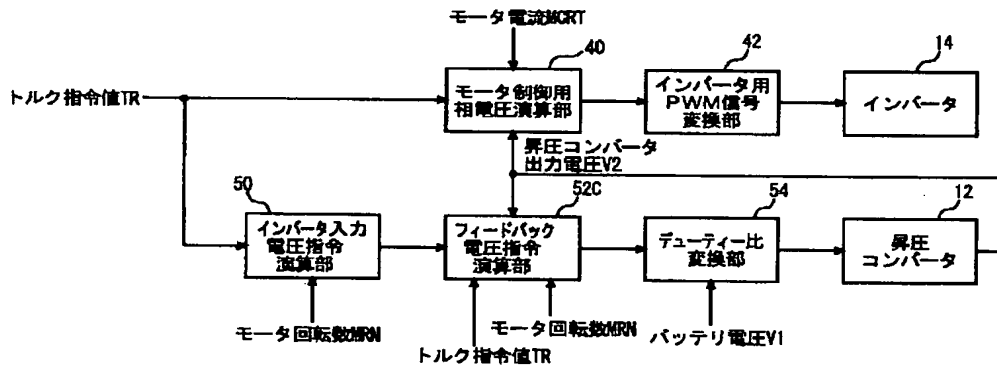 モータ電流MCRT
40
42
14
トルク指令値TR
モータ制御用
相電圧演算部
インバータ用
PWM信号
変換部
インバータ
昇圧コンバータ
出力電圧V2
50
52C
54
12
インバータ入力
電圧指令
演算部
フィードバック
電圧指令
演算部
デューティー比
変換部
昇圧
コンバータ
モータ回転数MRN
モータ回転数MRN
トルク指令値TR
バッテリ電圧V1